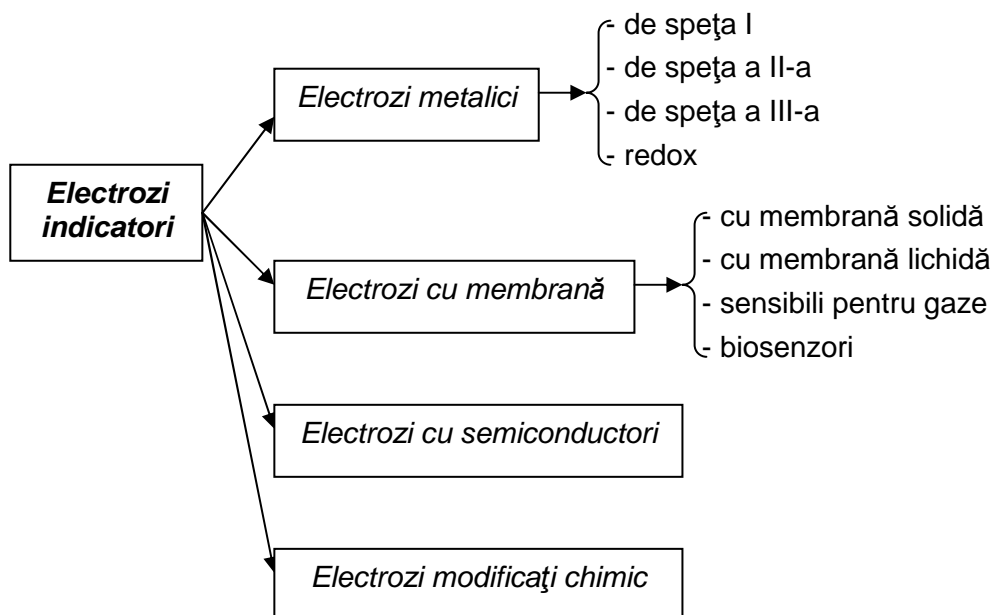 Electrozi
indicatori
Electrozi metalici
- de speţa I
- de speţa a II-a
- de speţa a III-a
- redox
Electrozi cu membrană
- cu membrană solidă
- cu membrană lichidă
- sensibili pentru gaze
- biosenzori
Electrozi cu semiconductori
Electrozi modificaţi chimic